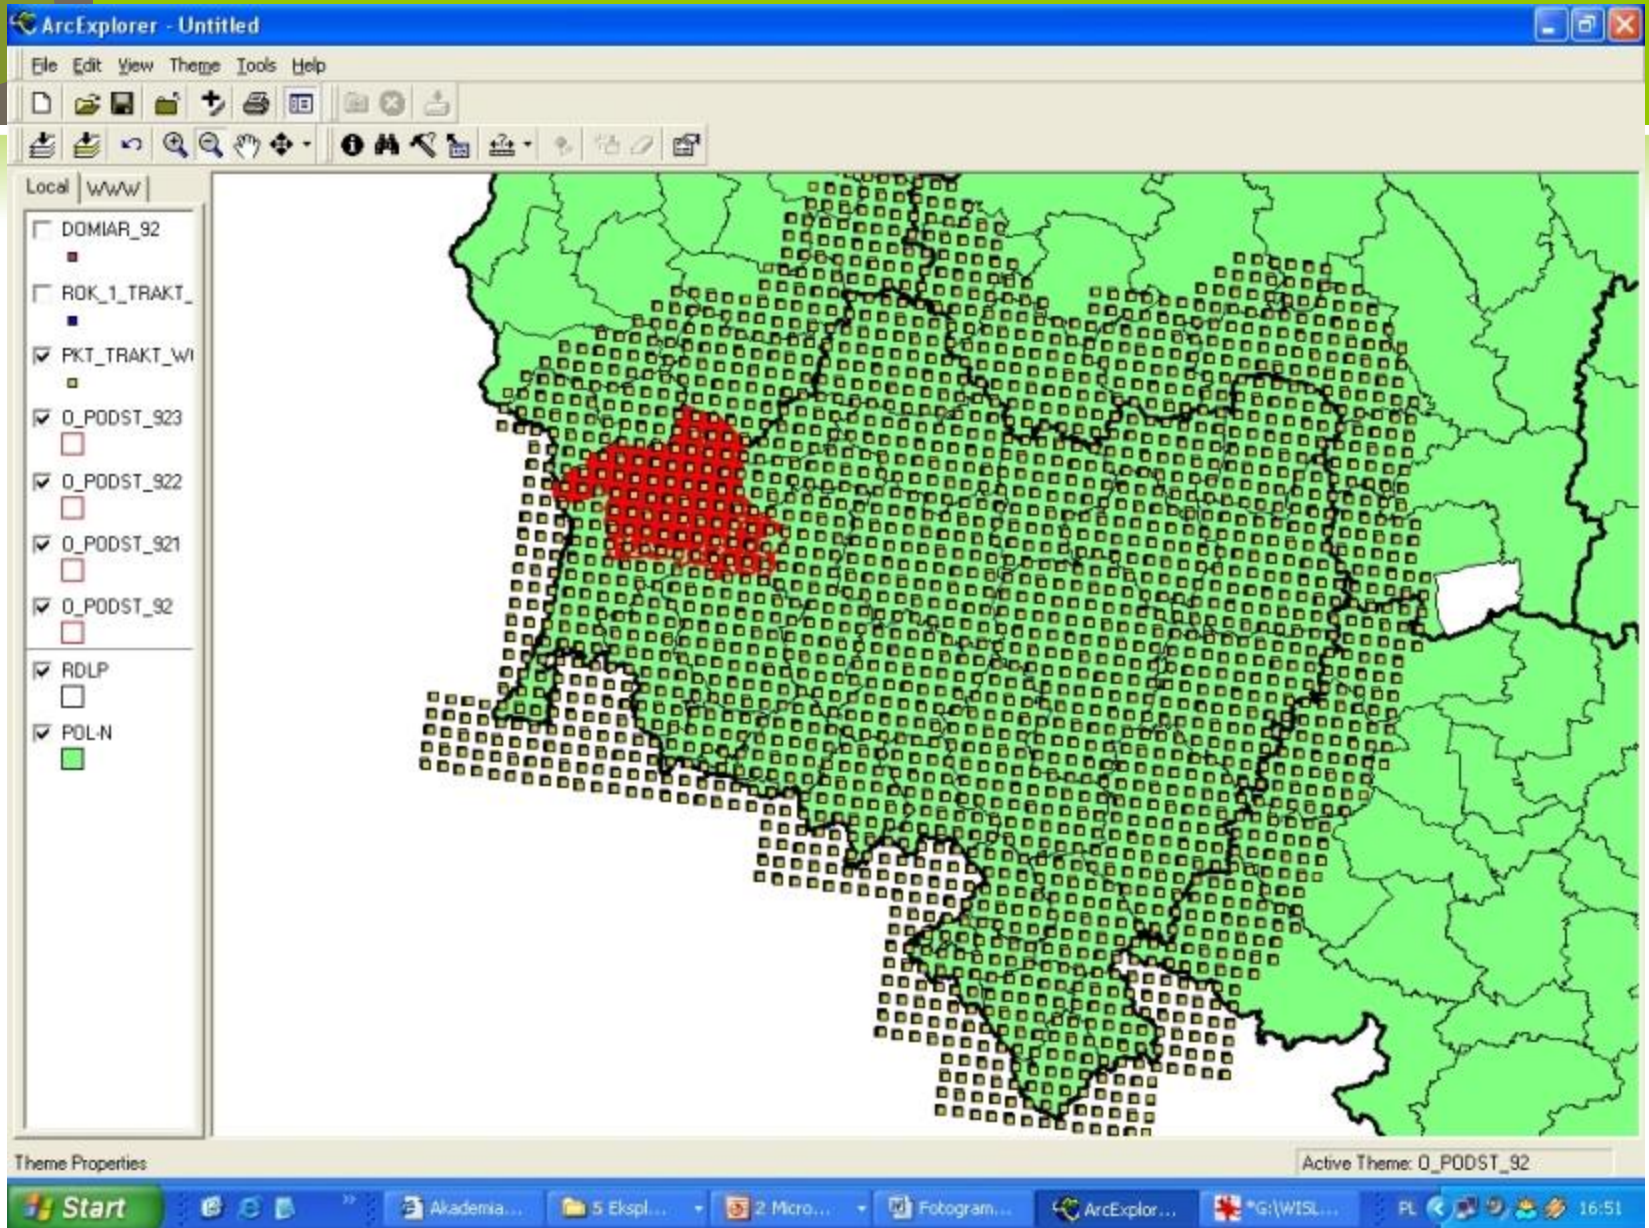 ArcExplorer - Untitled
File Edit View Theme Tools Help
Local WWW
DOMIAR_92
ROK_1_TRAKT_
PKT_TRAKT_W
O_PODST_923
O_PODST_922
O_PODST_921
O_PODST_92
RDLP
POL-N
Theme Properties
Active Theme: O_PODST_92
Start
Akademia...
5 Ekspl...
2 Micro...
Fotogram...
ArcExplor...
*G:\WISL...
PL
16:51